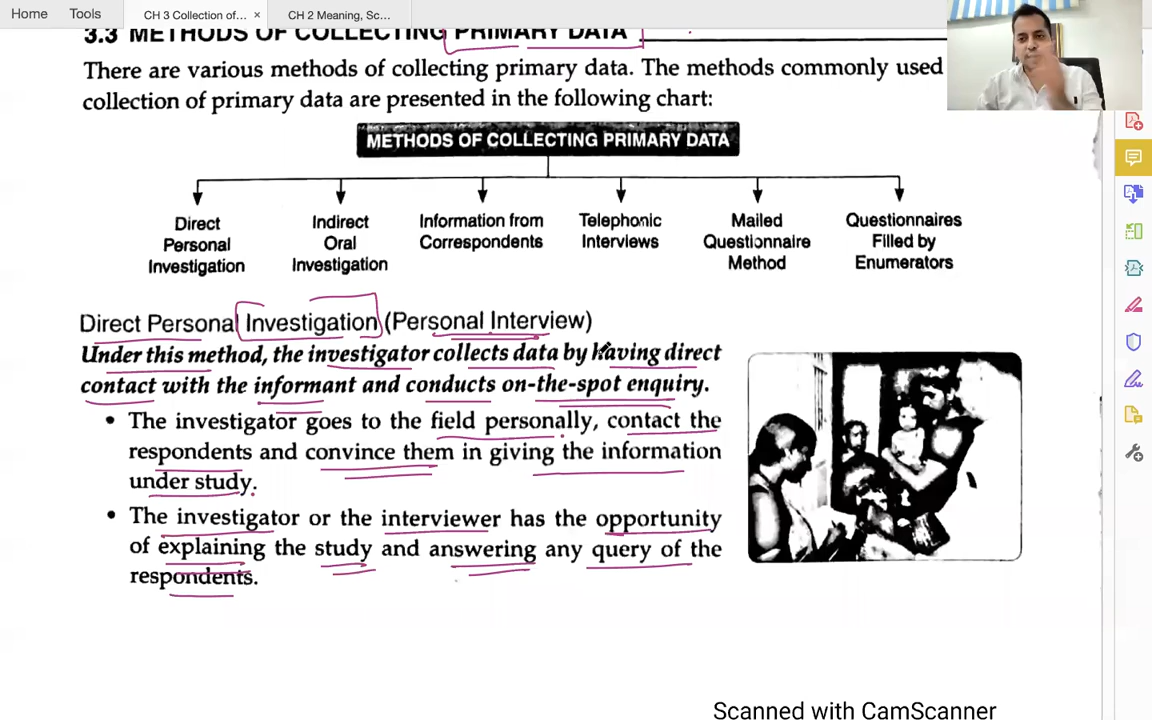 Home
Tools
CH 3 Collection of...
×
CH 2 Meaning, Sc...
3.3 METHODS OF COLLECTING PRIMARY DATA
There are various methods of collecting primary data. The methods commonly used
collection of primary data are presented in the following chart:
METHODS OF COLLECTING PRIMARY DATA
Direct
Personal
Investigation
Indirect
Oral
Investigation
Information from
Correspondents
Telephonic
Interviews
Mailed
Questionnaire
Method
Questionnaires
Filled by
Enumerators
Direct Personal Investigation (Personal Interview)
Under this method, the investigator collects data by having direct
contact with the informant and conducts on-the-spot enquiry.
• The investigator goes to the field personally, contact the
respondents and convince them in giving the information
under study.
• The investigator or the interviewer has the opportunity
of explaining the study and answering any query of the
respondents.
Scanned with CamScanner